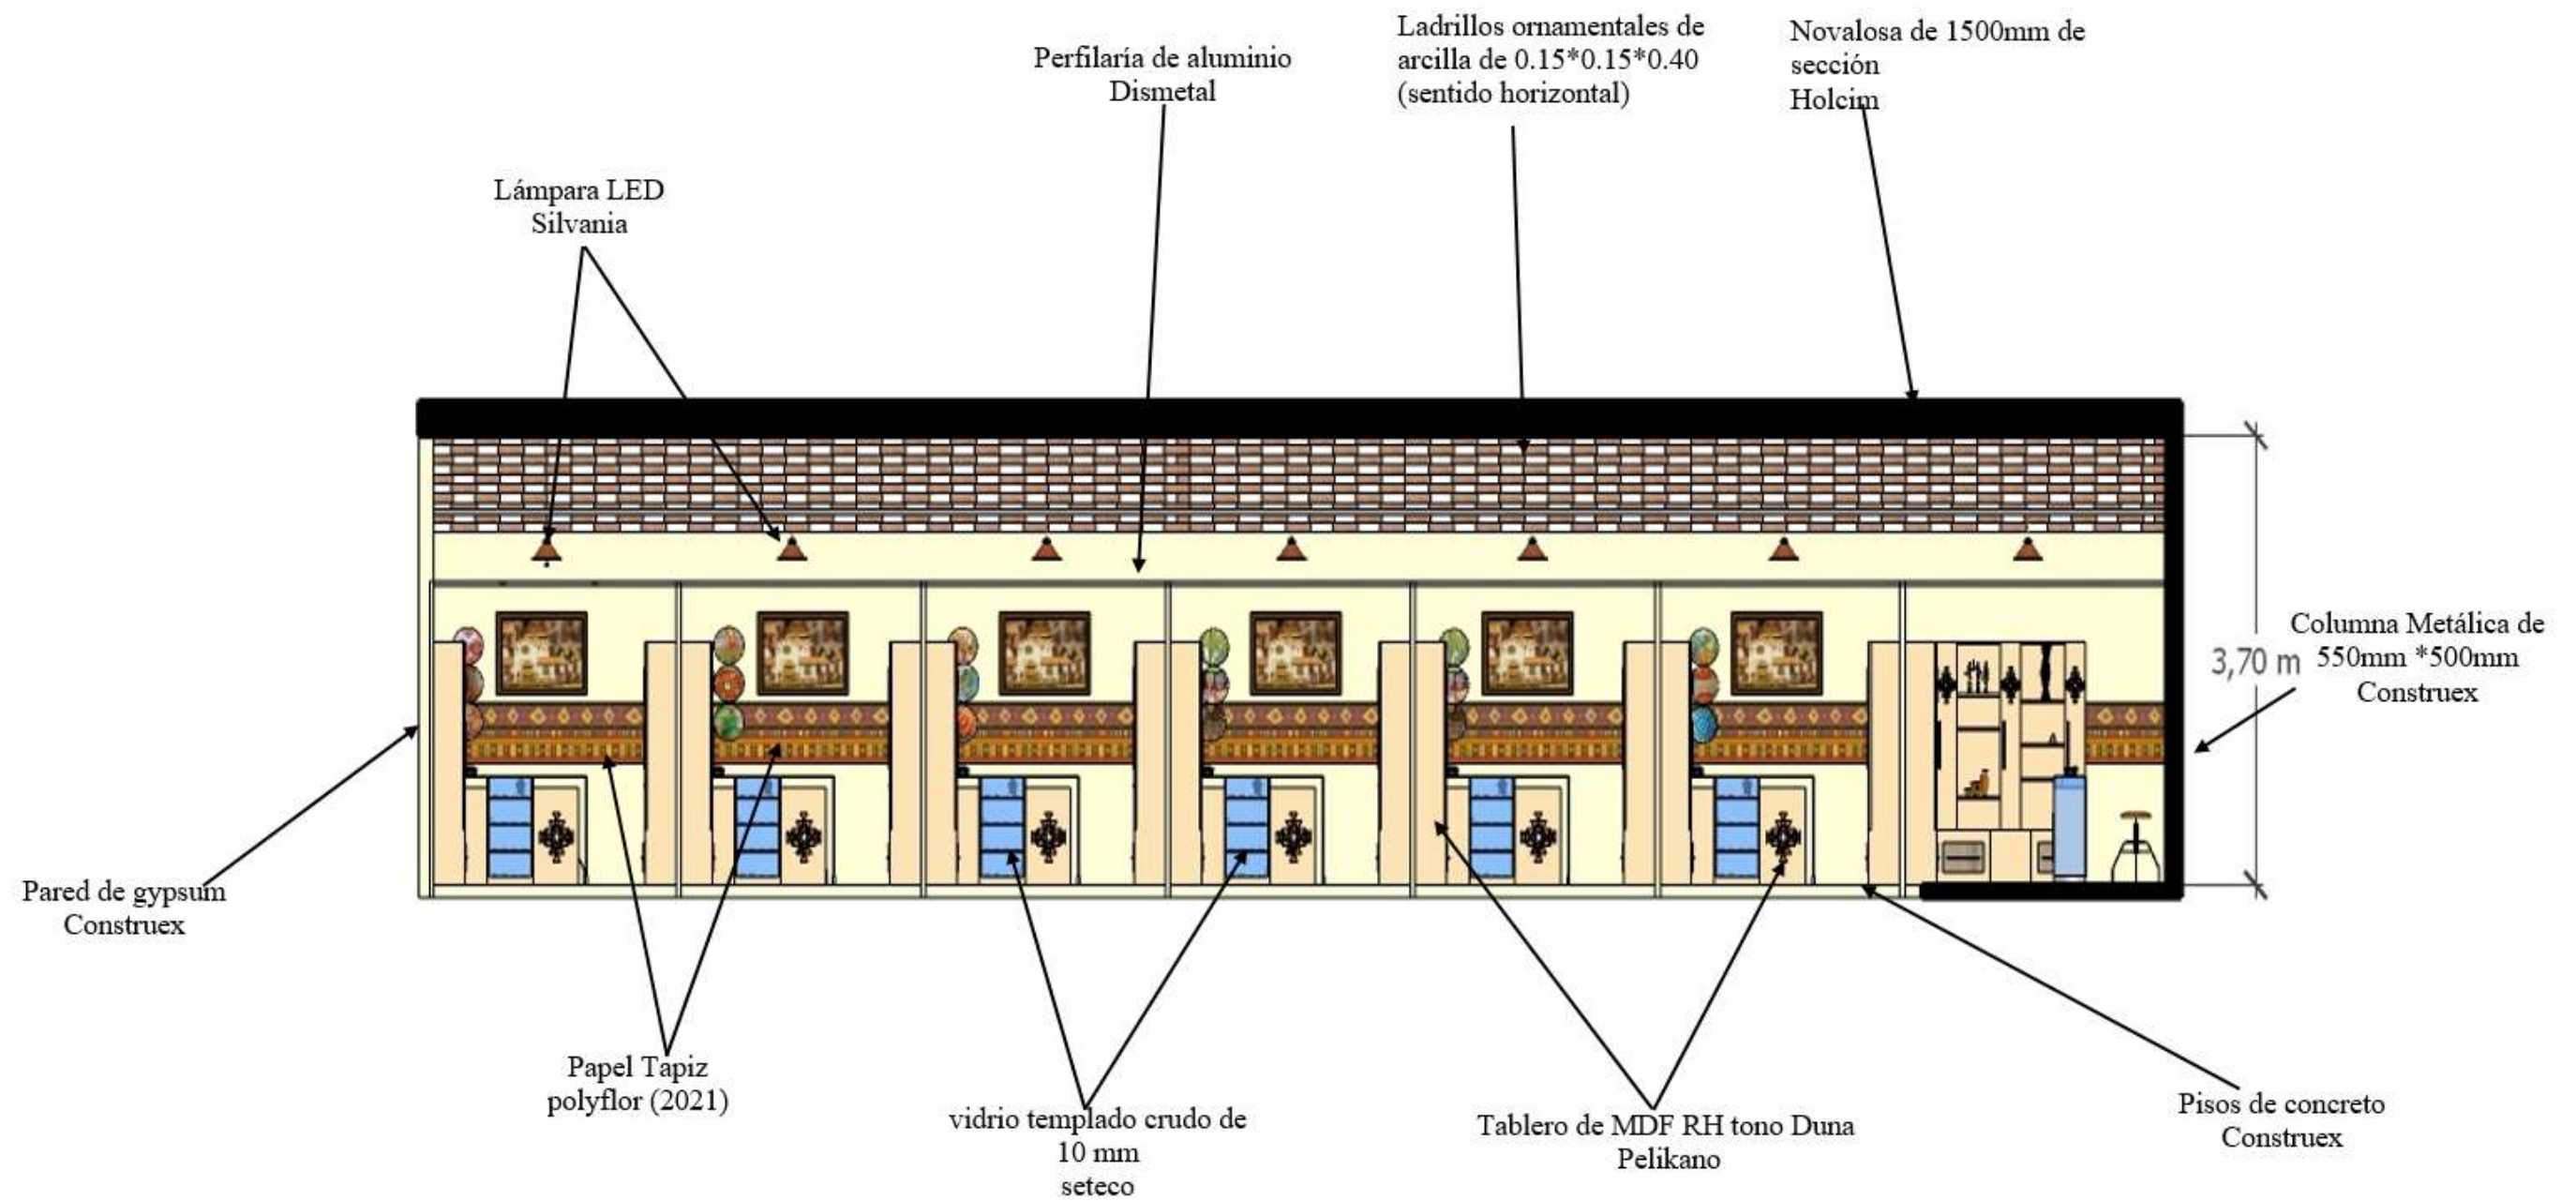 Ladrillos ornamentales de
arcilla de 0.15*0.15*0.40
(sentido horizontal)
Novalosa de 1500mm de
sección
Holcim
Perfilaría de aluminio
Dismetal
Lámpara LED
Silvania
Columna Metálica de
550mm *500mm
Construex
3,70 m
Pared de gypsum
Construex
Papel Tapiz
polyflor (2021)
vidrio templado crudo de
10 mm
seteco
Tablero de MDF RH tono Duna
Pelikano
Pisos de concreto
Construex